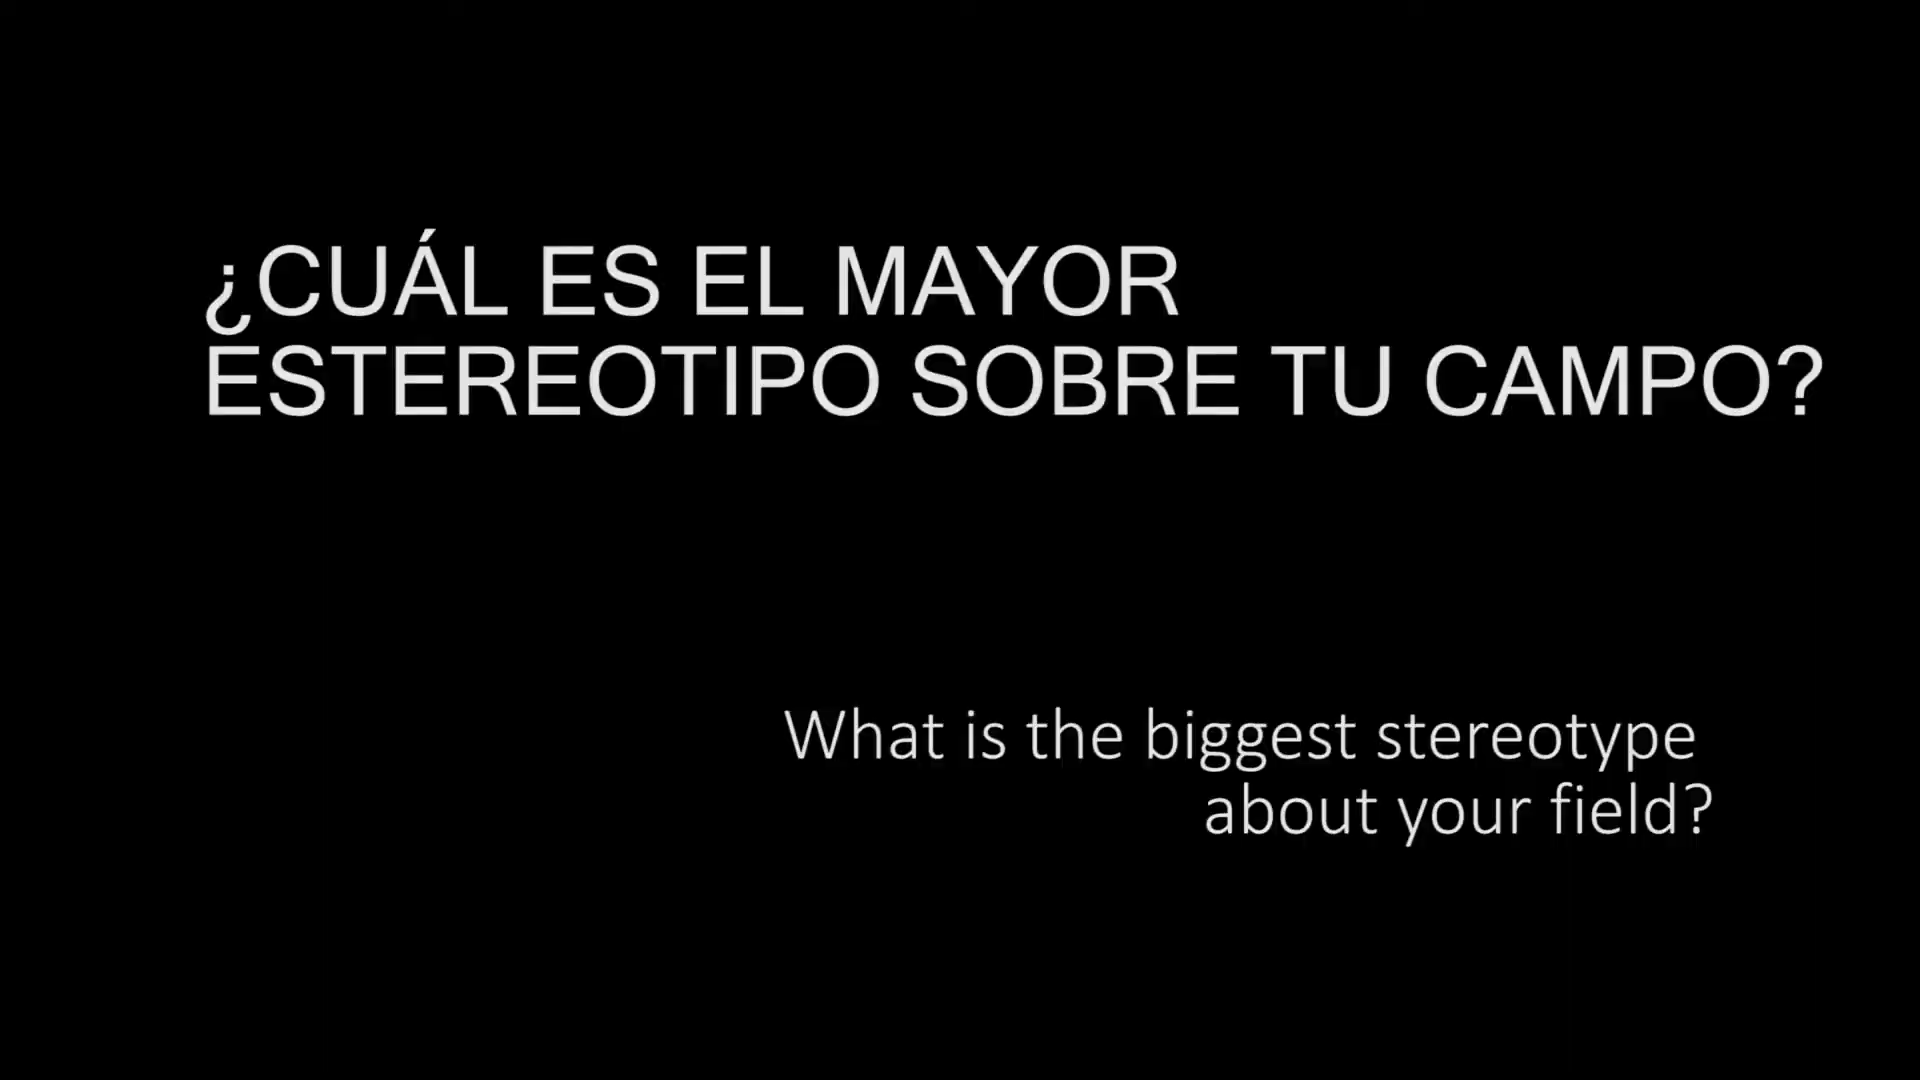 ¿CUÁL ES EL MAYOR
ESTEREOTIPO SOBRE TU CAMPO?
What is the biggest stereotype
about your field?